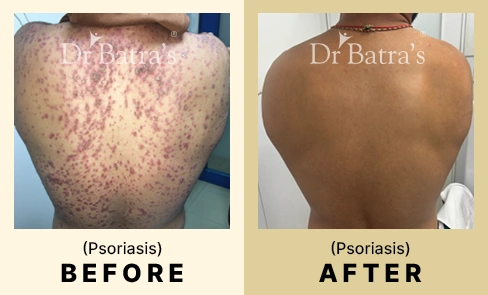 Dr Batra's®
(Psoriasis)
BEFORE
Dr Batra's
(Psoriasis)
AFTER